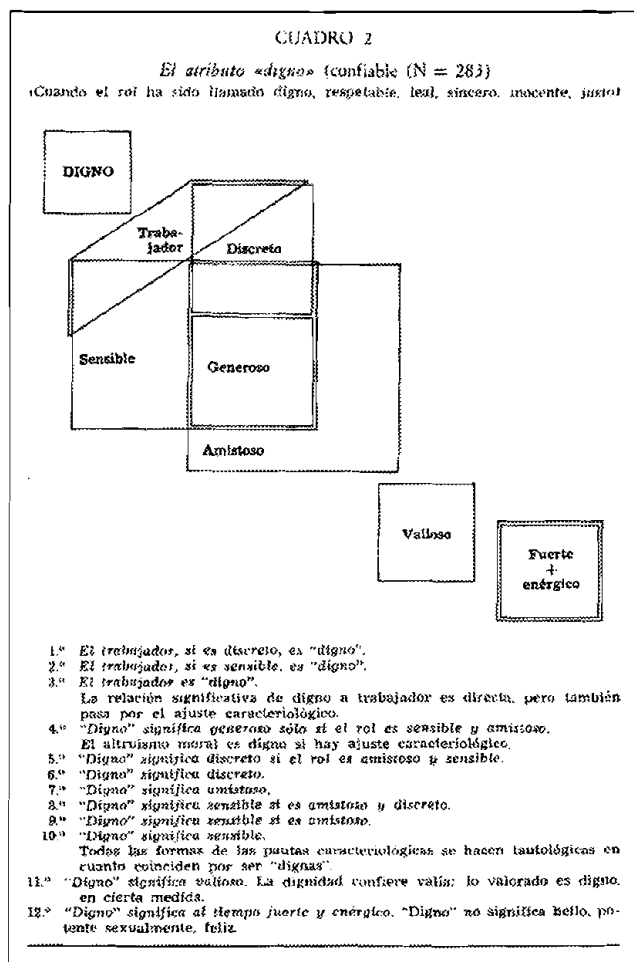 CUADRO 2
El atributo «digno» (confiable (N = 283)
(Cuando el rol ha sido llamado digno, respetable, leal, sincero, inocente, justo)
DIGNO
Traba-
jador
Discreto
Sensible
Generoso
Amistoso
Valioso
Fuerte
+
enérgico
1.º El trabajador, si es discreto, es "digno".
2.º El trabajador, si es sensible, es "digno".
3.º El trabajador es "digno".
La relación significativa de digno a trabajador es directa, pero también
pasa por el ajuste caracteriológico.
4.º "Digno" significa generoso sólo si el rol es sensible y amistoso.
El altruismo moral es digno si hay ajuste caracteriológico.
5.º "Digno" significa discreto si el rol es amistoso y sensible.
6.º "Digno" significa discreto.
7.º "Digno" significa amistoso.
8.º "Digno" significa sensible si es amistoso y discreto.
9.º "Digno" significa sensible si es amistoso.
10.º "Digno" significa sensible.
Todas las formas de las pautas caracteriológicas se hacen tautológicas en
cuanto coinciden por ser "dignas".
11.º "Digno" significa valioso. La dignidad confiere valía; lo valorado es digno,
en cierta medida.
12.º "Digno" significa al tiempo fuerte y enérgico. "Digno" no significa bello, po-
tente sexualmente, feliz.